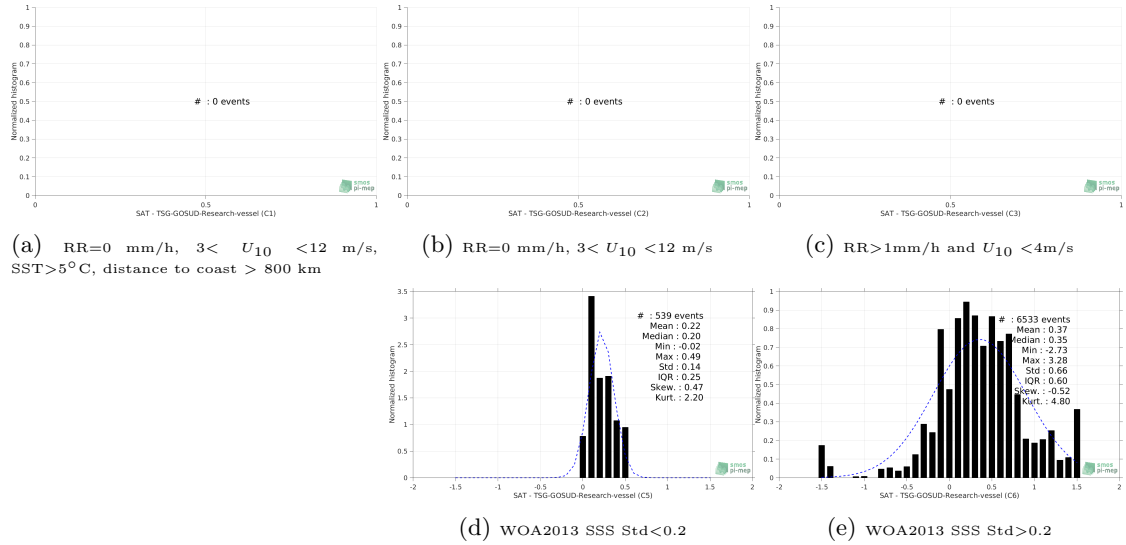 1
0.9
0.8
0.7
0.6
0.5
0.4
0.3
0.2
0.1
0
Normalized histogram
# : 0 events
0 0.5 1
SAT - TSG-GOSUD-Research-vessel (C1)
smos
pi-mep
(a) RR=0 mm/h, 3< U10 <12 m/s,
SST>5°C, distance to coast > 800 km
1
0.9
0.8
0.7
0.6
0.5
0.4
0.3
0.2
0.1
0
Normalized histogram
# : 0 events
0 0.5 1
SAT - TSG-GOSUD-Research-vessel (C2)
smos
pi-mep
(b) RR=0 mm/h, 3< U10 <12 m/s
1
0.9
0.8
0.7
0.6
0.5
0.4
0.3
0.2
0.1
0
Normalized histogram
# : 0 events
0 0.5 1
SAT - TSG-GOSUD-Research-vessel (C3)
smos
pi-mep
(c) RR>1mm/h and U10 <4m/s
3.5
3
2.5
2
1.5
1
0.5
0
Normalized histogram
# : 539 events
Mean : 0.22
Median : 0.20
Min : -0.02
Max : 0.49
Std : 0.14
IQR : 0.25
Skew. : 0.47
Kurt. : 2.20
-2 -1.5 -1 -0.5 0 0.5 1 1.5 2
SAT - TSG-GOSUD-Research-vessel (C5)
smos
pi-mep
(d) WOA2013 SSS Std<0.2
1
0.9
0.8
0.7
0.6
0.5
0.4
0.3
0.2
0.1
0
Normalized histogram
# : 6533 events
Mean : 0.37
Median : 0.35
Min : -2.73
Max : 3.28
Std : 0.66
IQR : 0.60
Skew. : -0.52
Kurt. : 4.80
-2 -1.5 -1 -0.5 0 0.5 1 1.5 2
SAT - TSG-GOSUD-Research-vessel (C6)
smos
pi-mep
(e) WOA2013 SSS Std>0.2